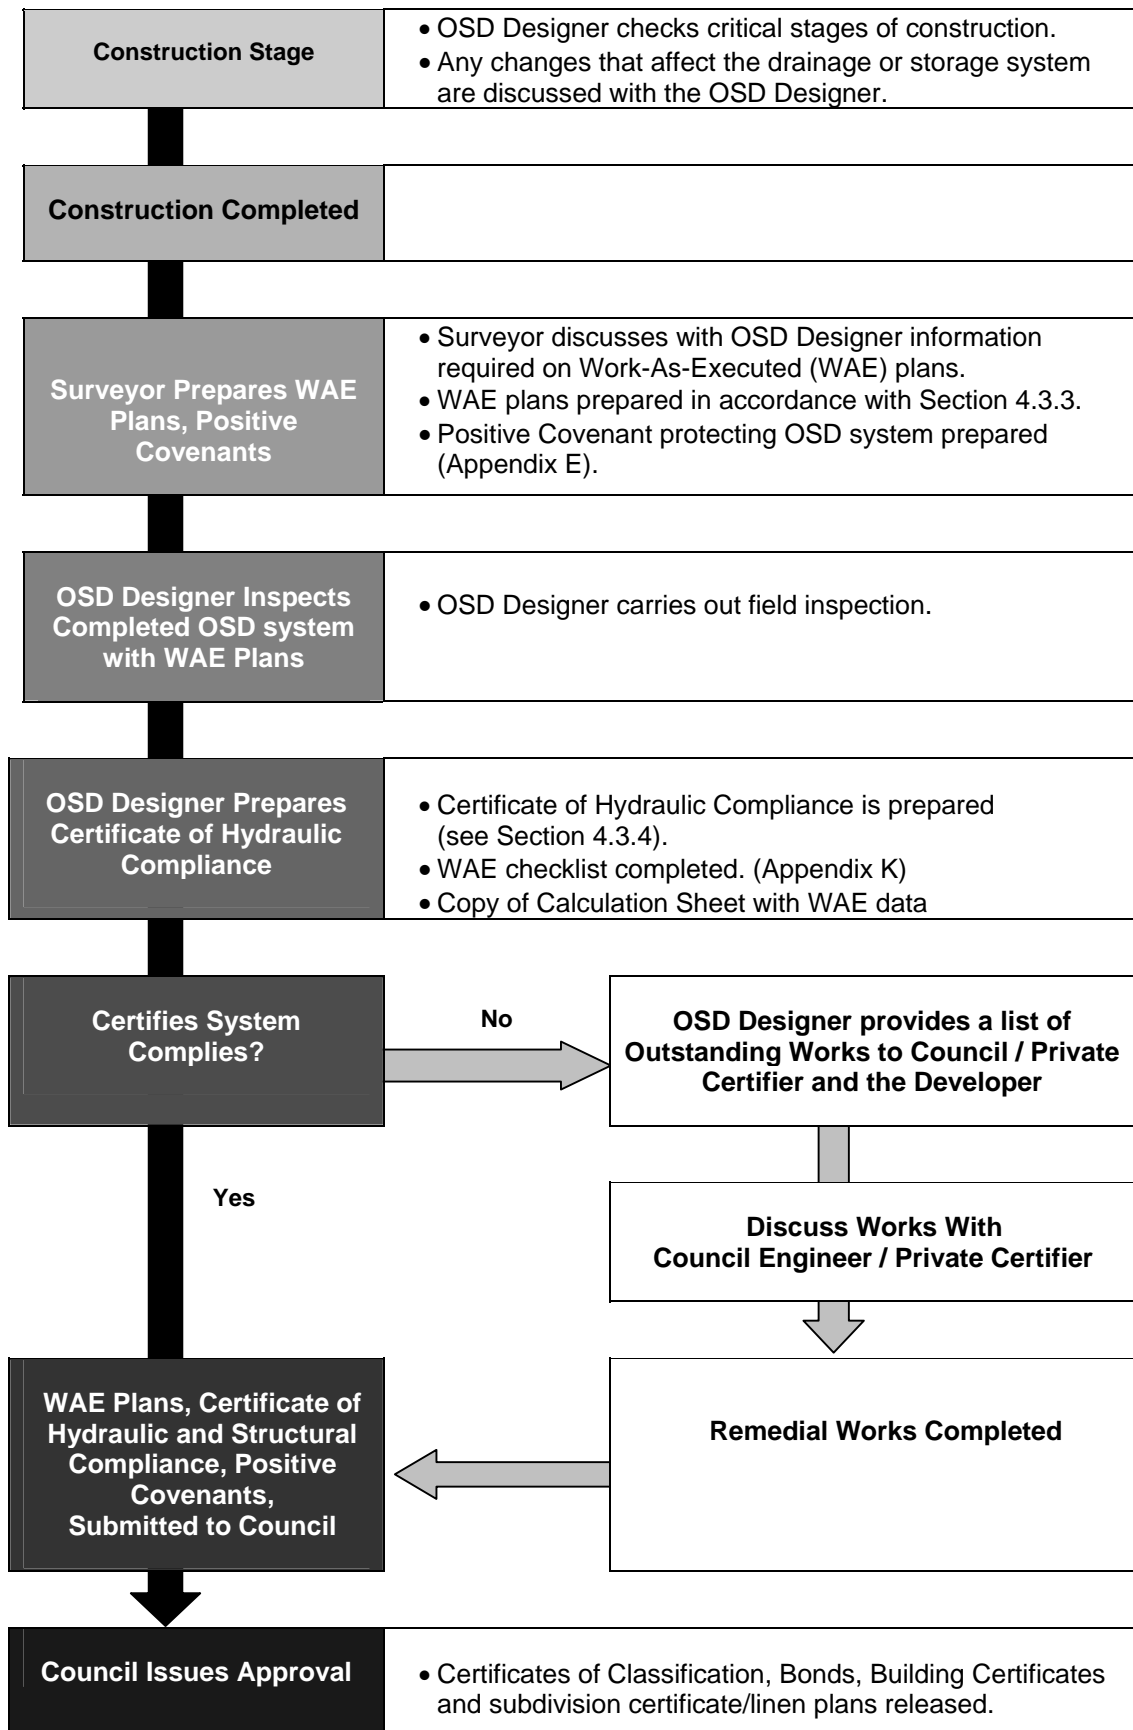 Construction Stage
• OSD Designer checks critical stages of construction.
• Any changes that affect the drainage or storage system
are discussed with the OSD Designer.
Construction Completed
Surveyor Prepares WAE
Plans, Positive
Covenants
• Surveyor discusses with OSD Designer information
required on Work-As-Executed (WAE) plans.
• WAE plans prepared in accordance with Section 4.3.3.
• Positive Covenant protecting OSD system prepared
(Appendix E).
OSD Designer Inspects
Completed OSD system
with WAE Plans
• OSD Designer carries out field inspection.
OSD Designer Prepares
Certificate of Hydraulic
Compliance
• Certificate of Hydraulic Compliance is prepared
(see Section 4.3.4).
• WAE checklist completed. (Appendix K)
• Copy of Calculation Sheet with WAE data
Certifies System
Complies?
No
OSD Designer provides a list of
Outstanding Works to Council / Private
Certifier and the Developer
Yes
Discuss Works With
Council Engineer / Private Certifier
WAE Plans, Certificate of
Hydraulic and Structural
Compliance, Positive
Covenants,
Submitted to Council
Remedial Works Completed
Council Issues Approval
• Certificates of Classification, Bonds, Building Certificates
and subdivision certificate/linen plans released.